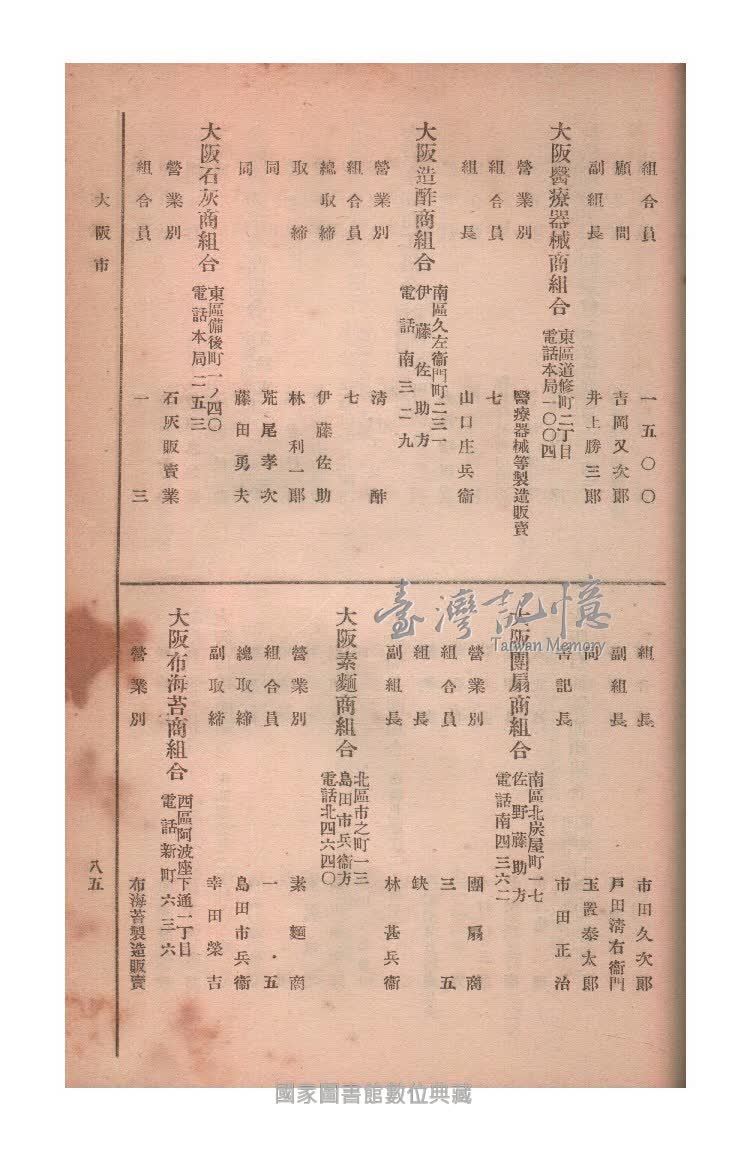 組合員 一五〇〇
顧問 吉岡又次郎
副組長 井上勝三郎
大阪醫療器械商組合
東區道修町二丁目
電話本局一〇〇四
營業別 醫療器械等製造販賣
組合員 七
組長 山口庄兵衞
大阪造酢商組合
南區久左衞門町二三一
伊藤佐助方
電話南三二九
營業別 清酢
組合員 七
總取締 伊藤佐助
取締 林利一郎
同 荒尾孝次
同 藤田勇夫
大阪石灰商組合
東區備後町一ノ四〇
電話本局二五三
營業別 石灰販賣業
組合員 一三
組長 市田久次郎
副組長 戸田清右衞門
同 玉置泰太郎
書記長 市田正治
大阪團扇商組合
南區北炭屋町一七
佐野藤助方
電話南四三六二
營業別 團扇商
組合員 三五
組長 缺
副組長 林甚兵衞
大阪素麵商組合
北區市之町一三
島田市兵衞方
電話北四六四〇
營業別 素麵商
組合員 一・五
總取締 島田市兵衞
副取締 幸田榮吉
大阪布海苔商組合
西區阿波座下通一丁目
電話新町六三六
營業別 布海苔製造販賣
大阪市
八五
臺灣記憶
Taiwan Memory
國家圖書館數位典藏